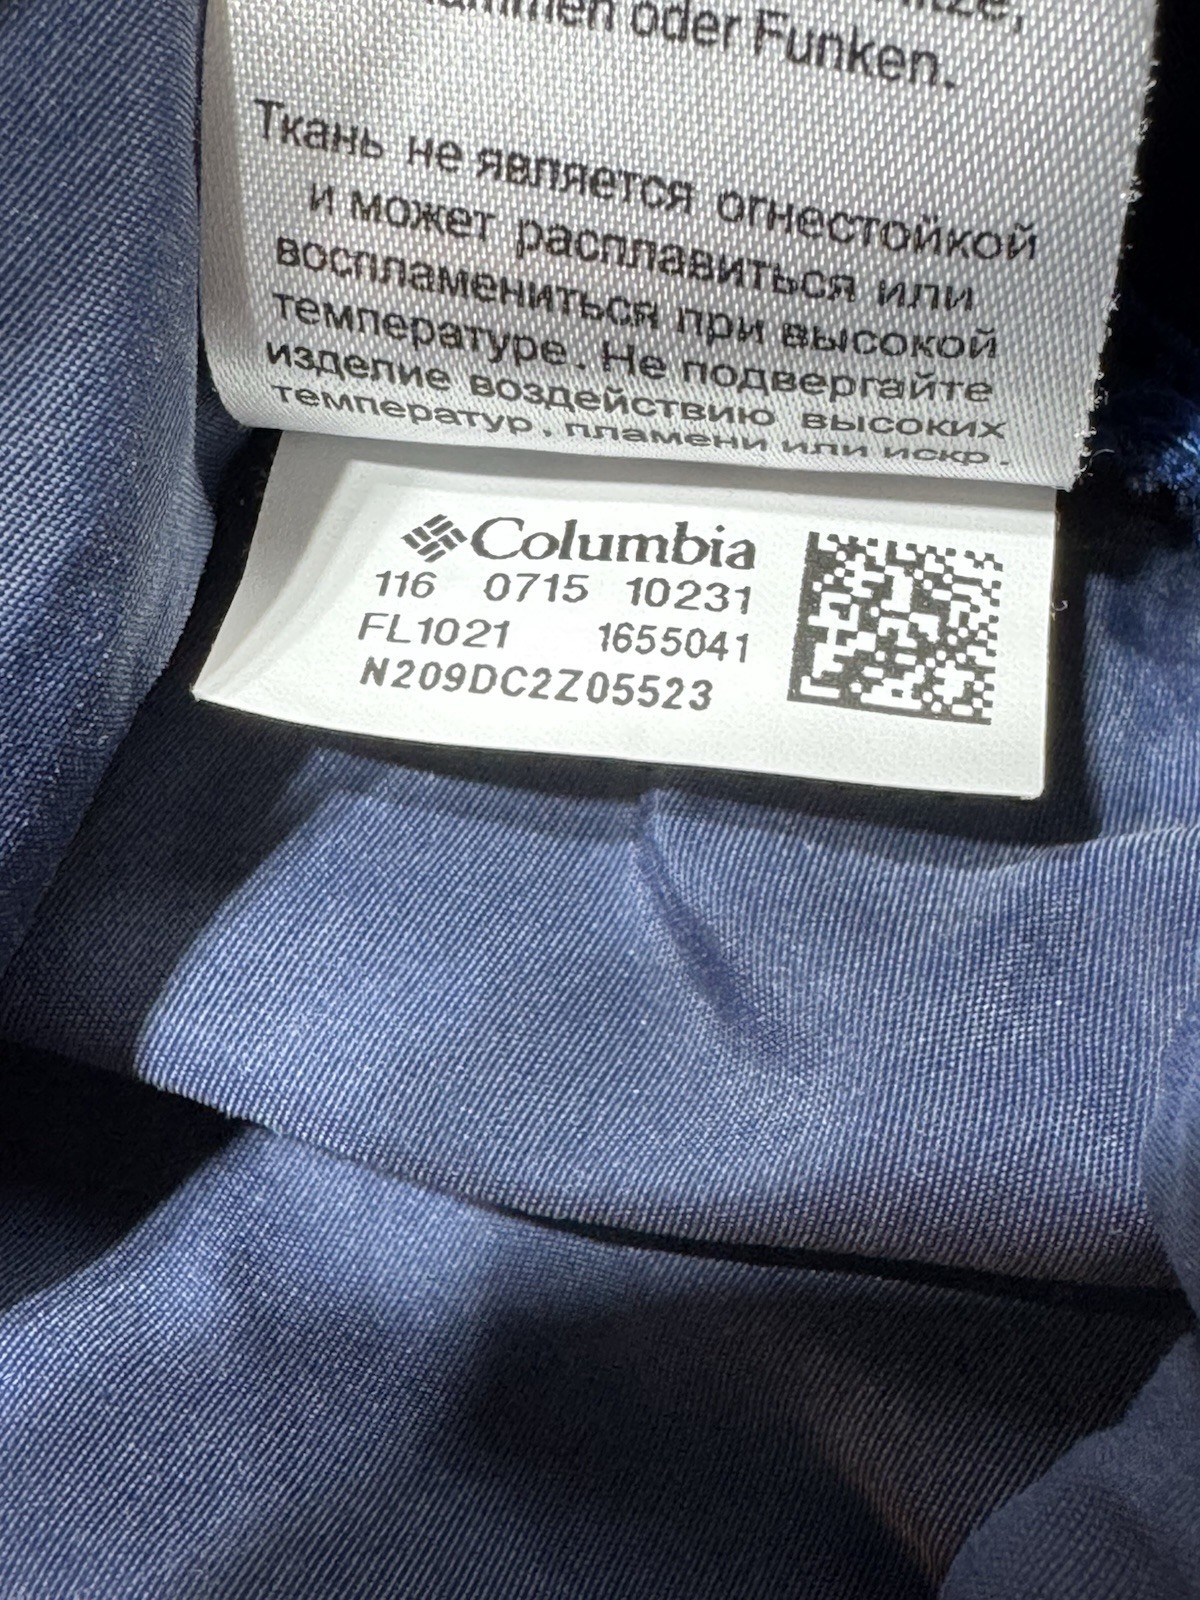 oder Funken.
Ткань не является огнестойкой
и может расплавиться или
воспламениться при высокой
температуре. Не подвергайте
изделие воздействию высоких
температур, пламени или искр.
Columbia
116 0715 10231
FL1021 1655041
N209DC2Z05523